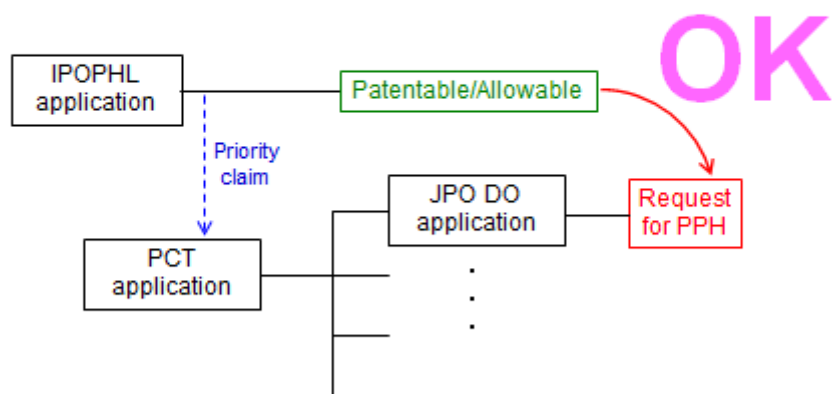 OK
IPOPHL
application
Patentable/Allowable
Priority
claim
JPO DO
application
Request
for PPH
PCT
application